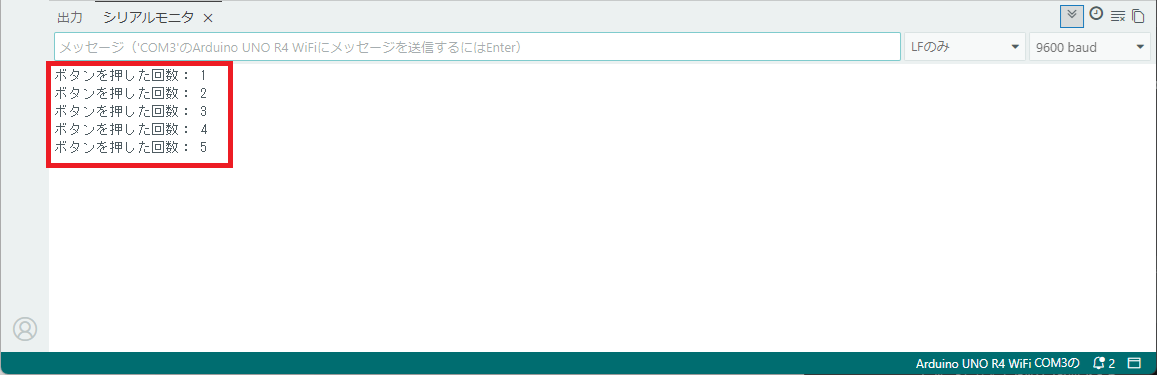 出力 シリアルモニタ ×
メッセージ（'COM3'のArduino UNO R4 WiFiにメッセージを送信するにはEnter） LFのみ 9600 baud
ボタンを押した回数： 1
ボタンを押した回数： 2
ボタンを押した回数： 3
ボタンを押した回数： 4
ボタンを押した回数： 5
Arduino UNO R4 WiFi COM3の 2